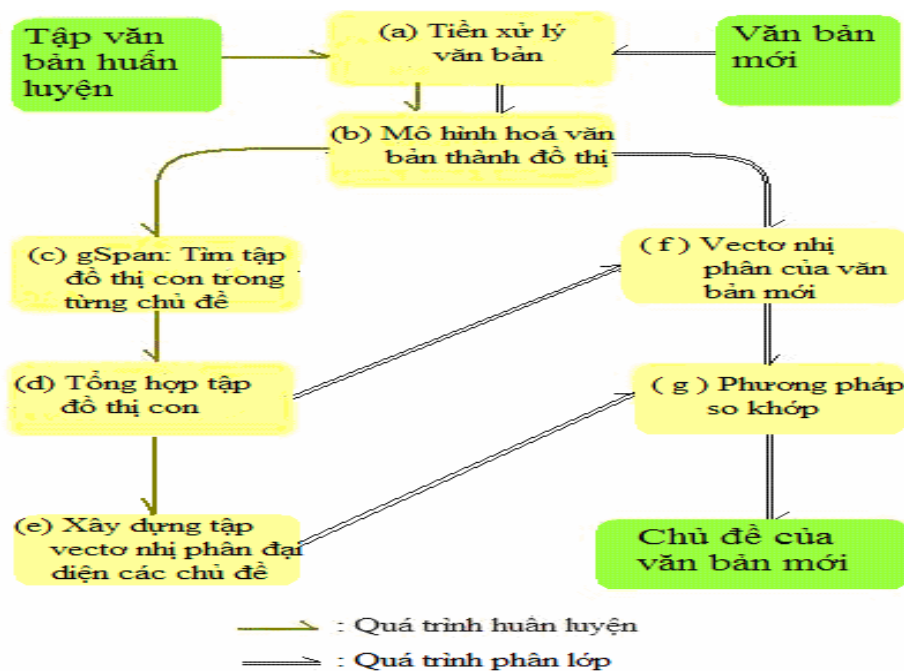 Tập văn
bản huấn
luyện
(a) Tiền xử lý
văn bản
Văn bản
mới
(b) Mô hình hoá văn
bản thành đồ thị
(c) gSpan: Tìm tập
đồ thị con trong
từng chủ đề
( f ) Vectơ nhị
phân của văn
bản mới
(d) Tổng hợp tập
đồ thị con
( g ) Phương pháp
so khớp
(e) Xây dựng tập
vectơ nhị phân đại
diện các chủ đề
Chủ đề của
văn bản mới
: Quá trình huấn luyện
: Quá trình phân lớp